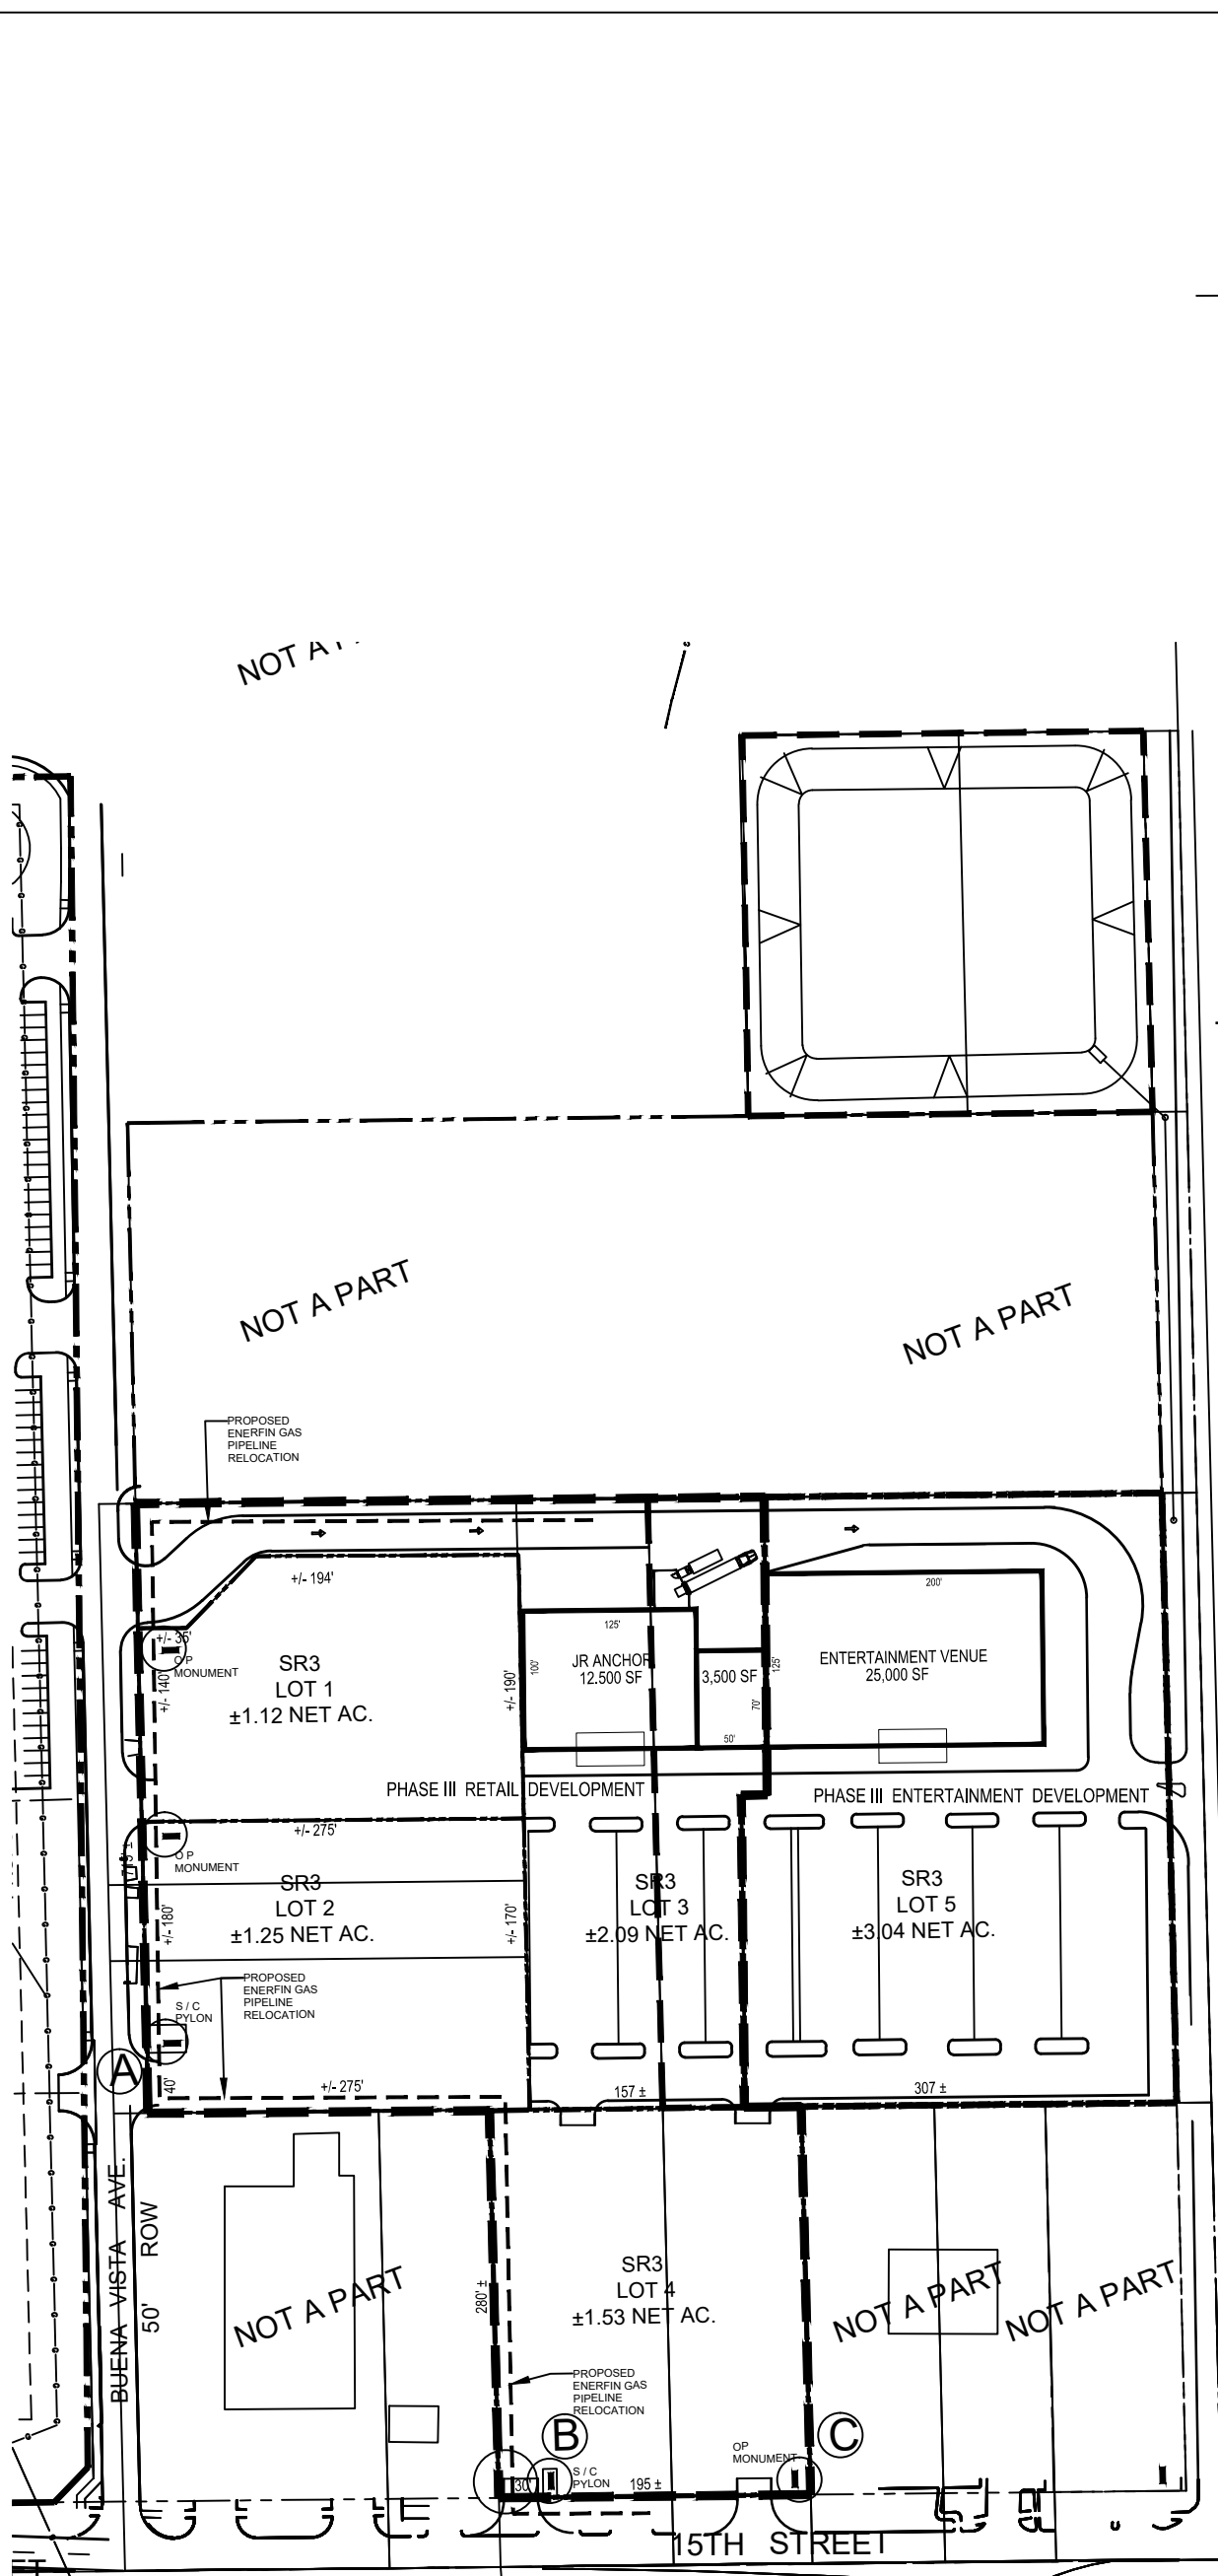 NOT A PART
NOT A PART
PROPOSED
ENERFIN GAS
PIPELINE
RELOCATION
+/- 194'
200'
125'
+/- 35'
O P
MONUMENT
SR3
LOT 1
±1.12 NET AC.
+/- 140'
+/- 190'
100'
JR ANCHOR
12.500 SF
3,500 SF
125'
70'
50'
ENTERTAINMENT VENUE
25,000 SF
PHASE III RETAIL DEVELOPMENT
PHASE III ENTERTAINMENT DEVELOPMENT
+/- 275'
O P
MONUMENT
SR3
LOT 2
±1.25 NET AC.
+/- 180'
+/- 170'
SR3
LOT 3
±2.09 NET AC.
SR3
LOT 5
±3.04 NET AC.
PROPOSED
ENERFIN GAS
PIPELINE
RELOCATION
S / C
PYLON
A
40'
+/- 275'
157 ±
307 ±
BUENA VISTA AVE.
50' ROW
NOT A PART
280' ±
SR3
LOT 4
±1.53 NET AC.
NOT A PART
NOT A PART
PROPOSED
ENERFIN GAS
PIPELINE
RELOCATION
B
C
OP
MONUMENT
S / C
PYLON
30'
195 ±
15TH STREET